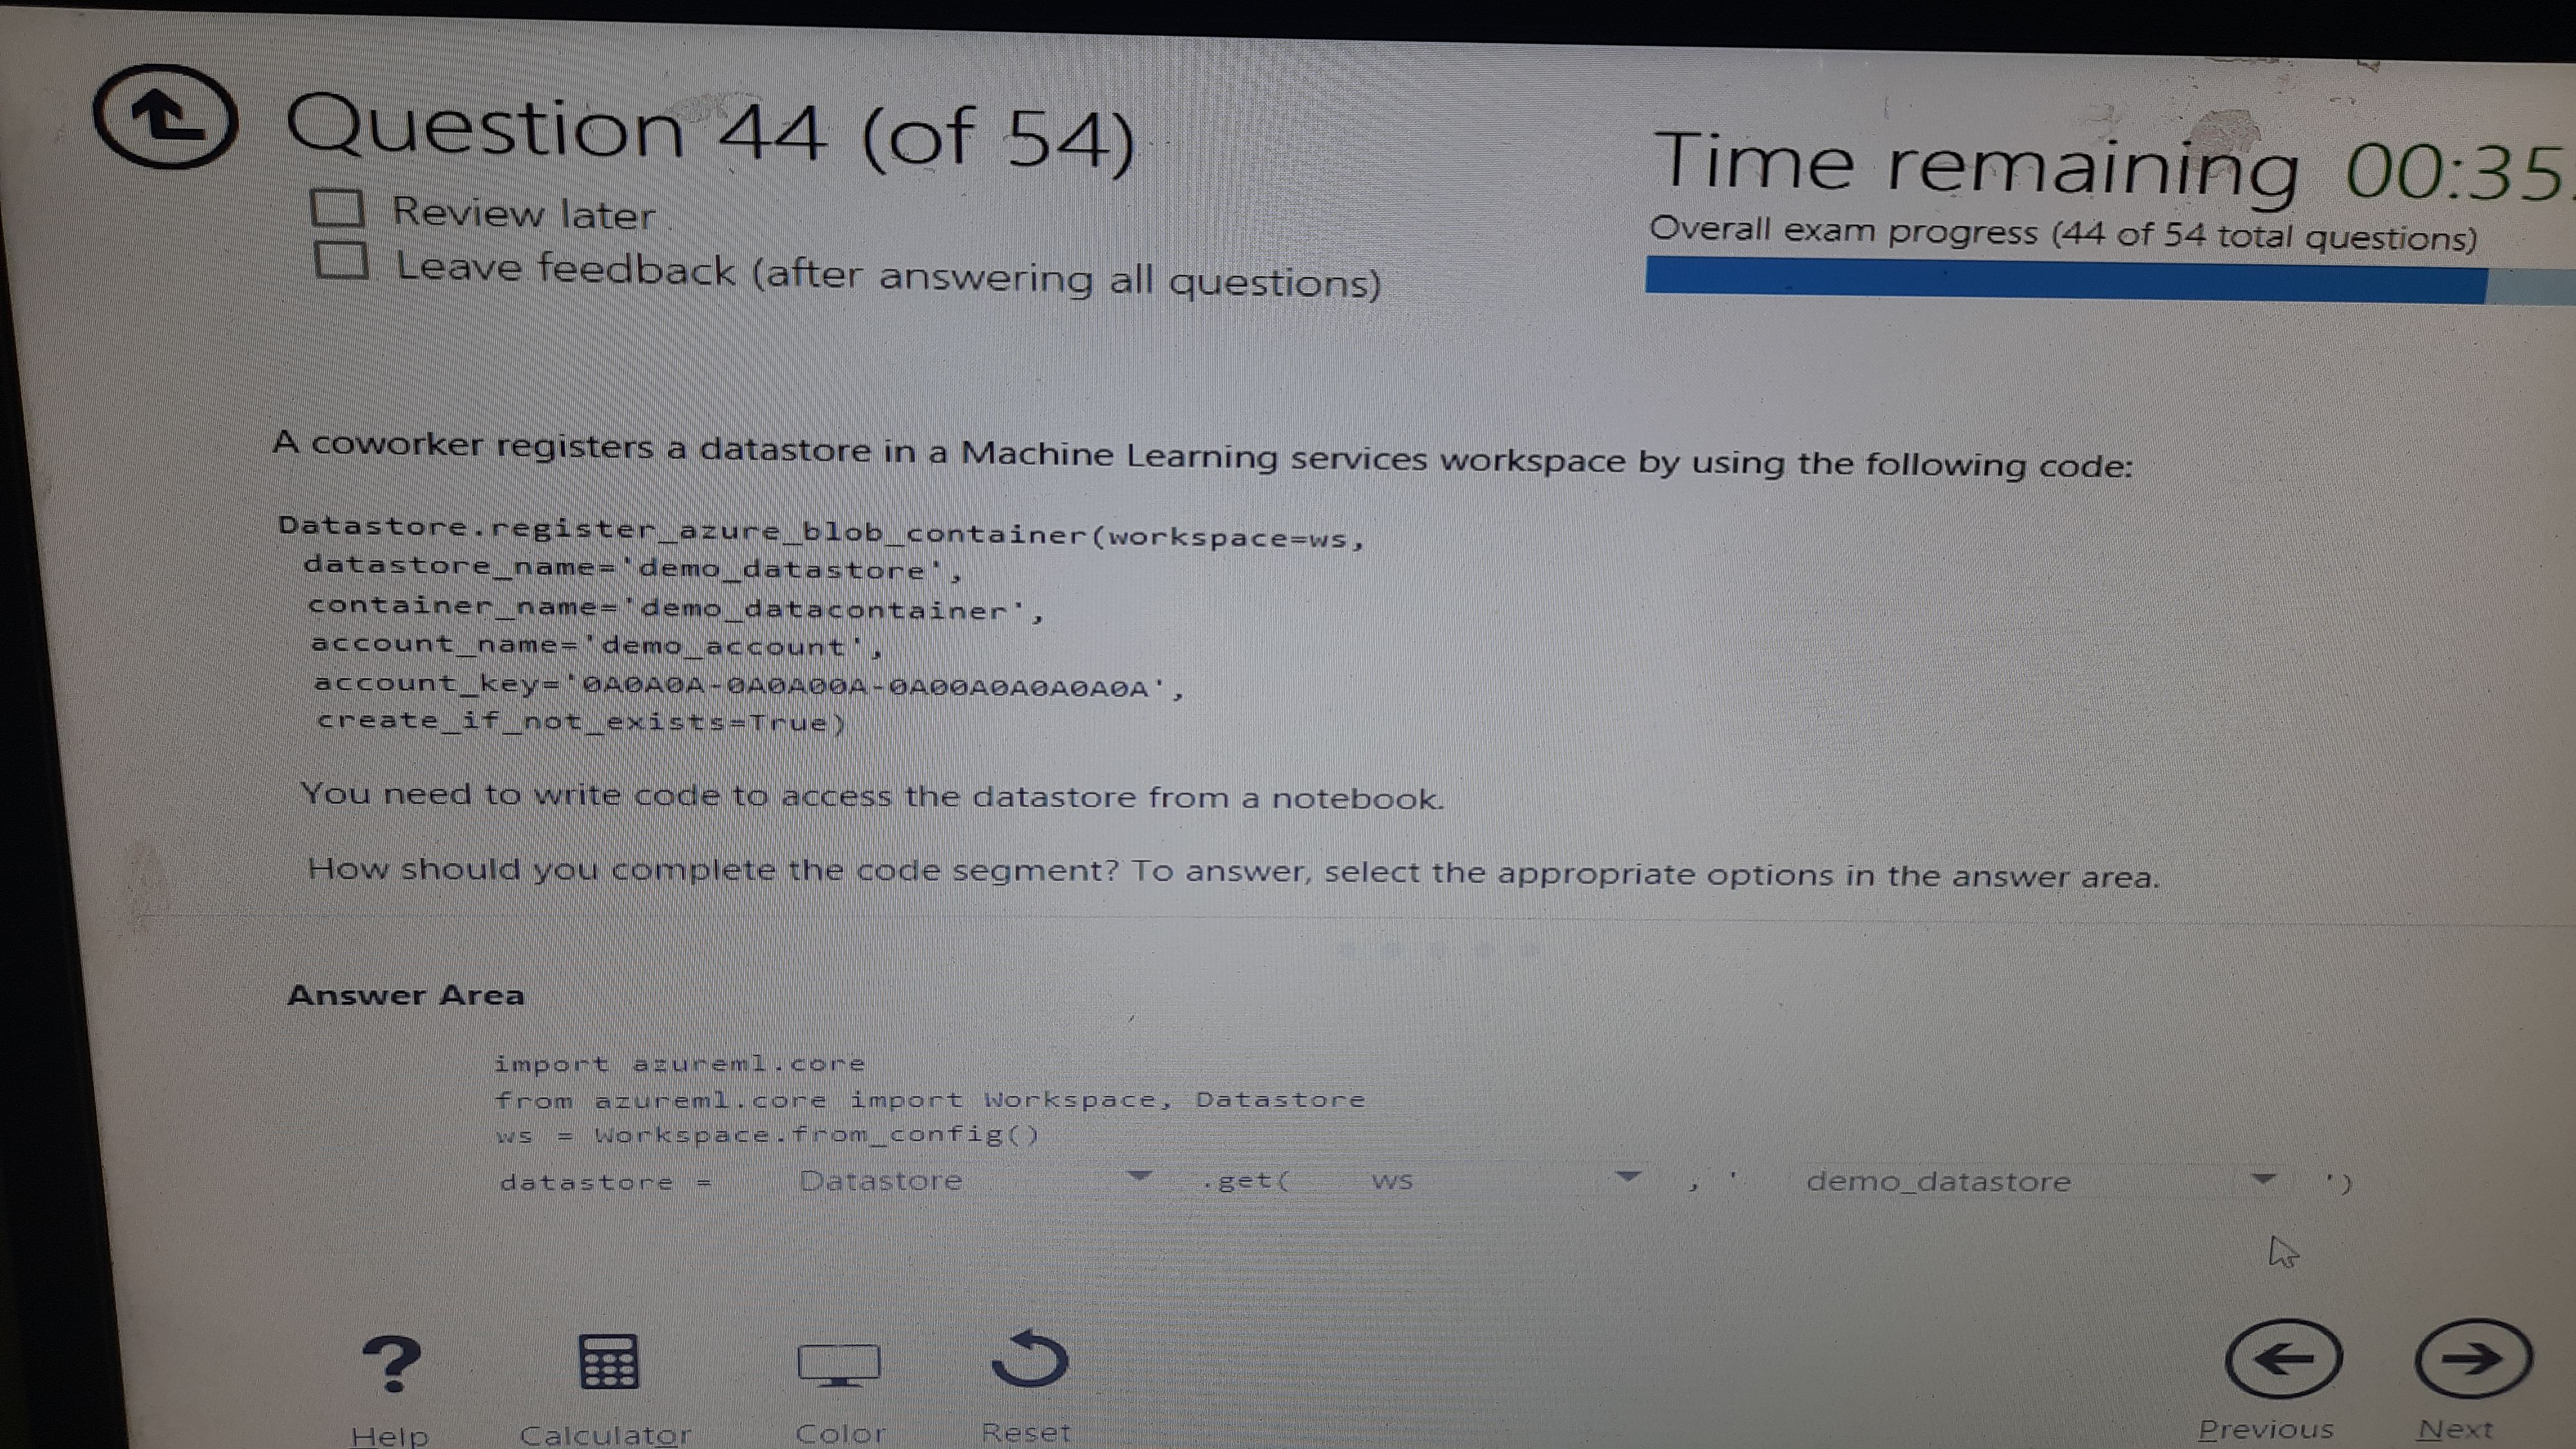 Question 44 (of 54)
Time remaining 00:35
Review later
Overall exam progress (44 of 54 total questions)
Leave feedback (after answering all questions)
A coworker registers a datastore in a Machine Learning services workspace by using the following code:
Datastore.register_azure_blob_container(workspace=ws,
datastore_name='demo_datastore',
container_name='demo_datacontainer',
account_name='demo_account',
account_key='0A0A0A-0A0A00A-0A00A0A0A0A0A',
create_if_not_exists=True)
You need to write code to access the datastore from a notebook.
How should you complete the code segment? To answer, select the appropriate options in the answer area.
Answer Area
import azureml.core
from azureml.core import Workspace, Datastore
ws = Workspace.from_config()
datastore = Datastore .get( ws , ' demo_datastore ')
Help Calculator Color Reset Previous Next